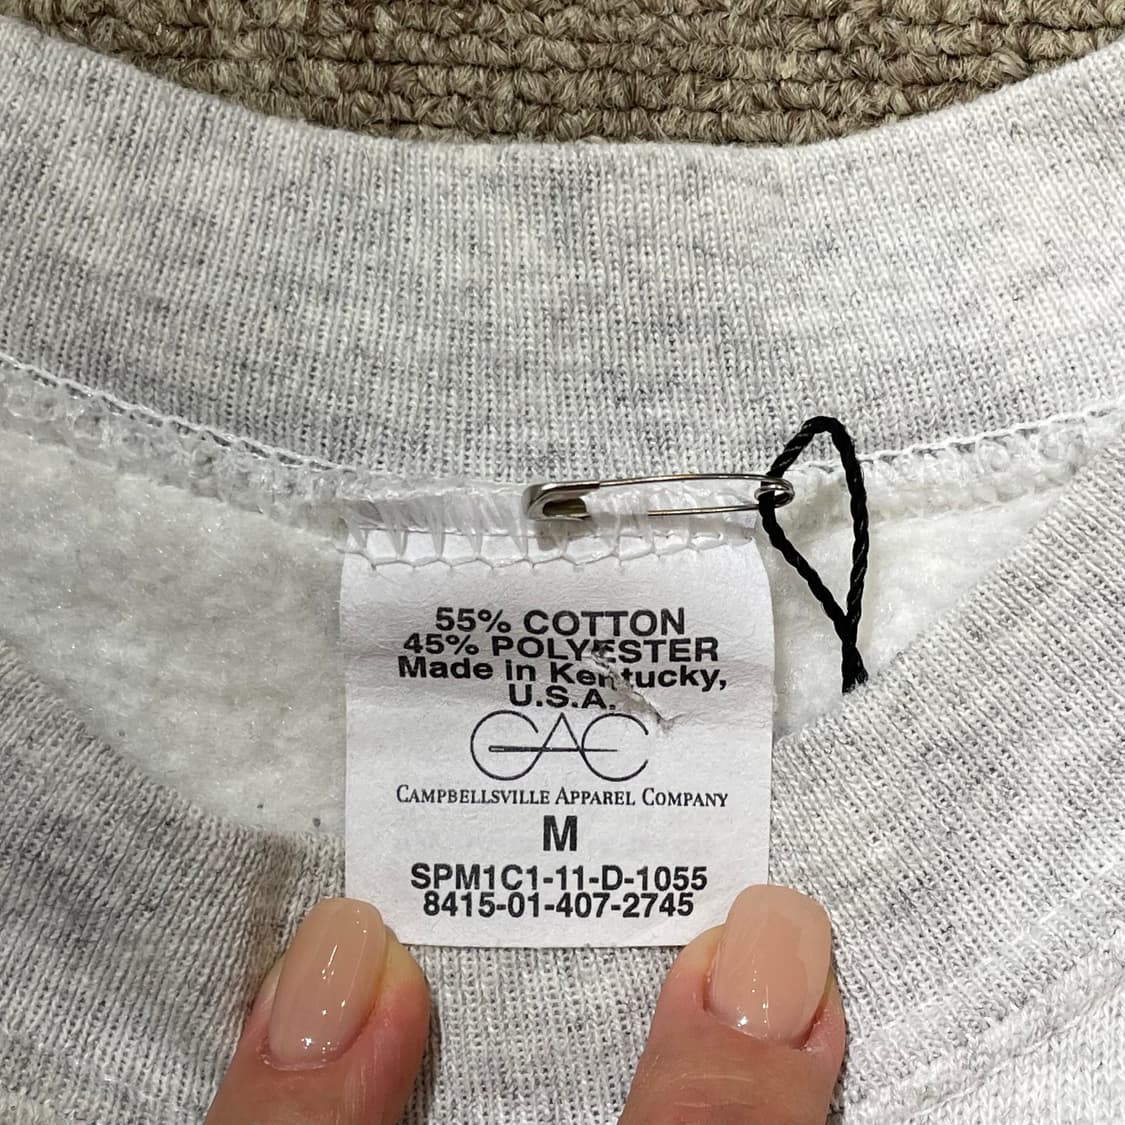 55% COTTON
45% POLYESTER
Made in Kentucky,
U.S.A.
CAC
CAMPBELLSVILLE APPAREL COMPANY
M
SPM1C1-11-D-1055
8415-01-407-2745